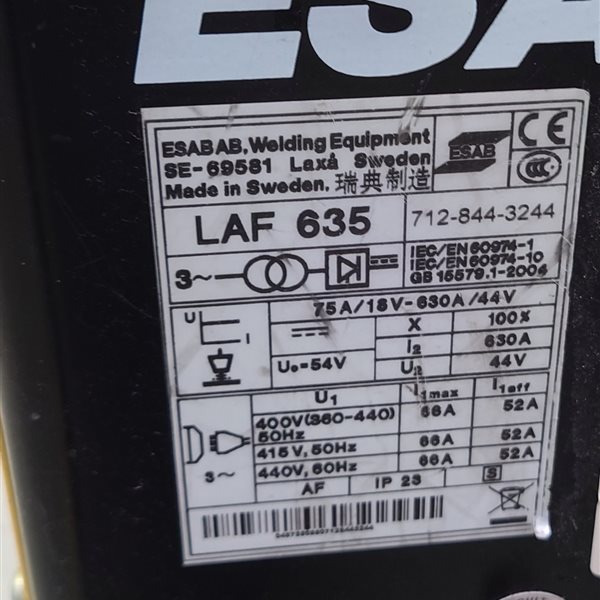 ESA
ESAB AB, Welding Equipment
SE-69581 Laxå Sweden
Made in Sweden. 瑞典制造
ESAB
CE
CCC
LAF 635
712-844-3244
3~
IEC/EN 60974-1
IEC/EN 60974-10
GB 15579.1-2004
75A/18V-630A/44V
U
I
X 100%
I₂ 630A
U₀=54V U₂ 44V
U₁ I₁max I₁eff
400V(360-440) 66A 52A
50Hz
415V, 50Hz 66A 52A
3~ 440V, 60Hz 66A 52A
AF IP 23 S